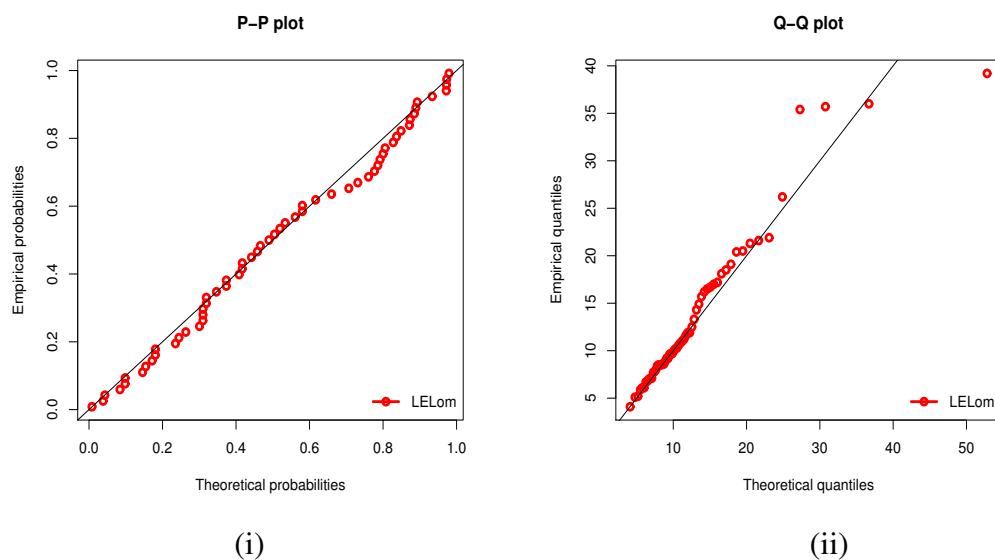 P−P plot
Empirical probabilities
1.0
0.8
0.6
0.4
0.2
0.0
LELom
0.0 0.2 0.4 0.6 0.8 1.0
Theoretical probabilities
(i)
Q−Q plot
Empirical quantiles
40
35
30
25
20
15
10
5
LELom
10 20 30 40 50
Theoretical quantiles
(ii)